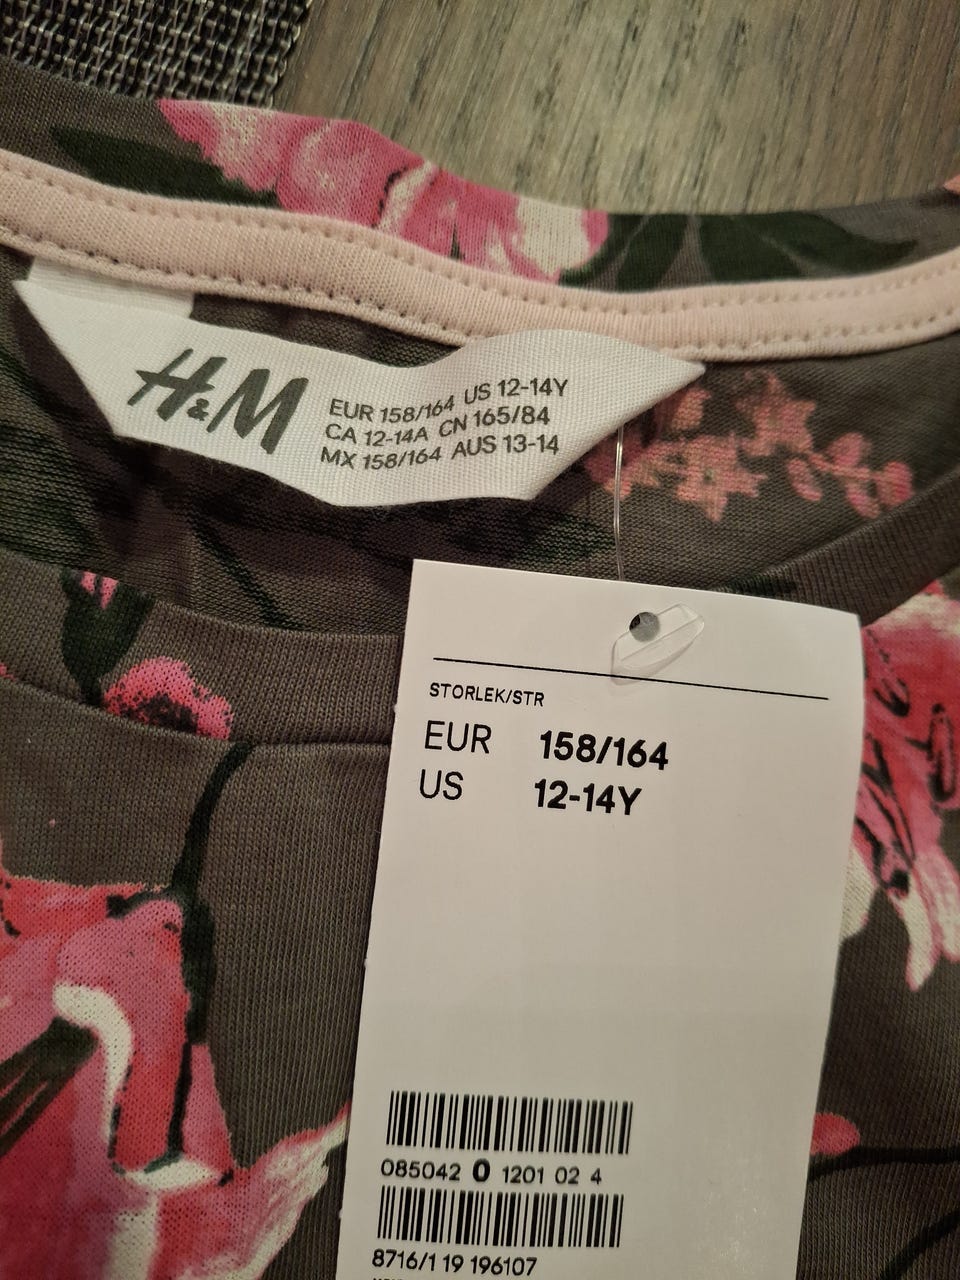 H&M
EUR 158/164 US 12-14Y
CA 12-14A CN 165/84
MX 158/164 AUS 13-14
STORLEK/STR
EUR 158/164
US 12-14Y
085042 0 1201 02 4
8716/1 19 196107